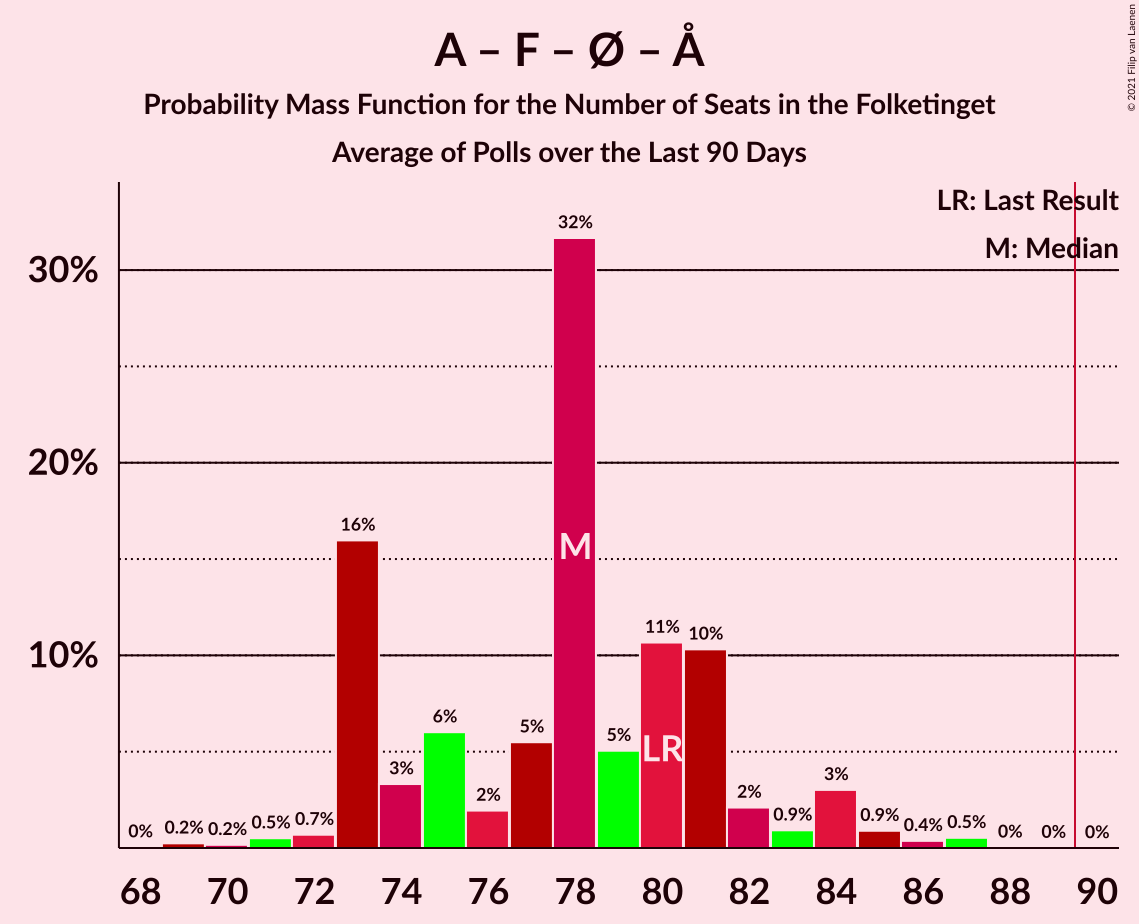 A – F – Ø – Å
Probability Mass Function for the Number of Seats in the Folketinget
Average of Polls over the Last 90 Days
© 2021 Filip van Laenen
LR: Last Result
M: Median
30%
20%
10%
0%
0.2%
0.2%
0.5%
0.7%
16%
3%
6%
2%
5%
32%
5%
11%
10%
2%
0.9%
3%
0.9%
0.4%
0.5%
0%
0%
0%
M
LR
68 70 72 74 76 78 80 82 84 86 88 90